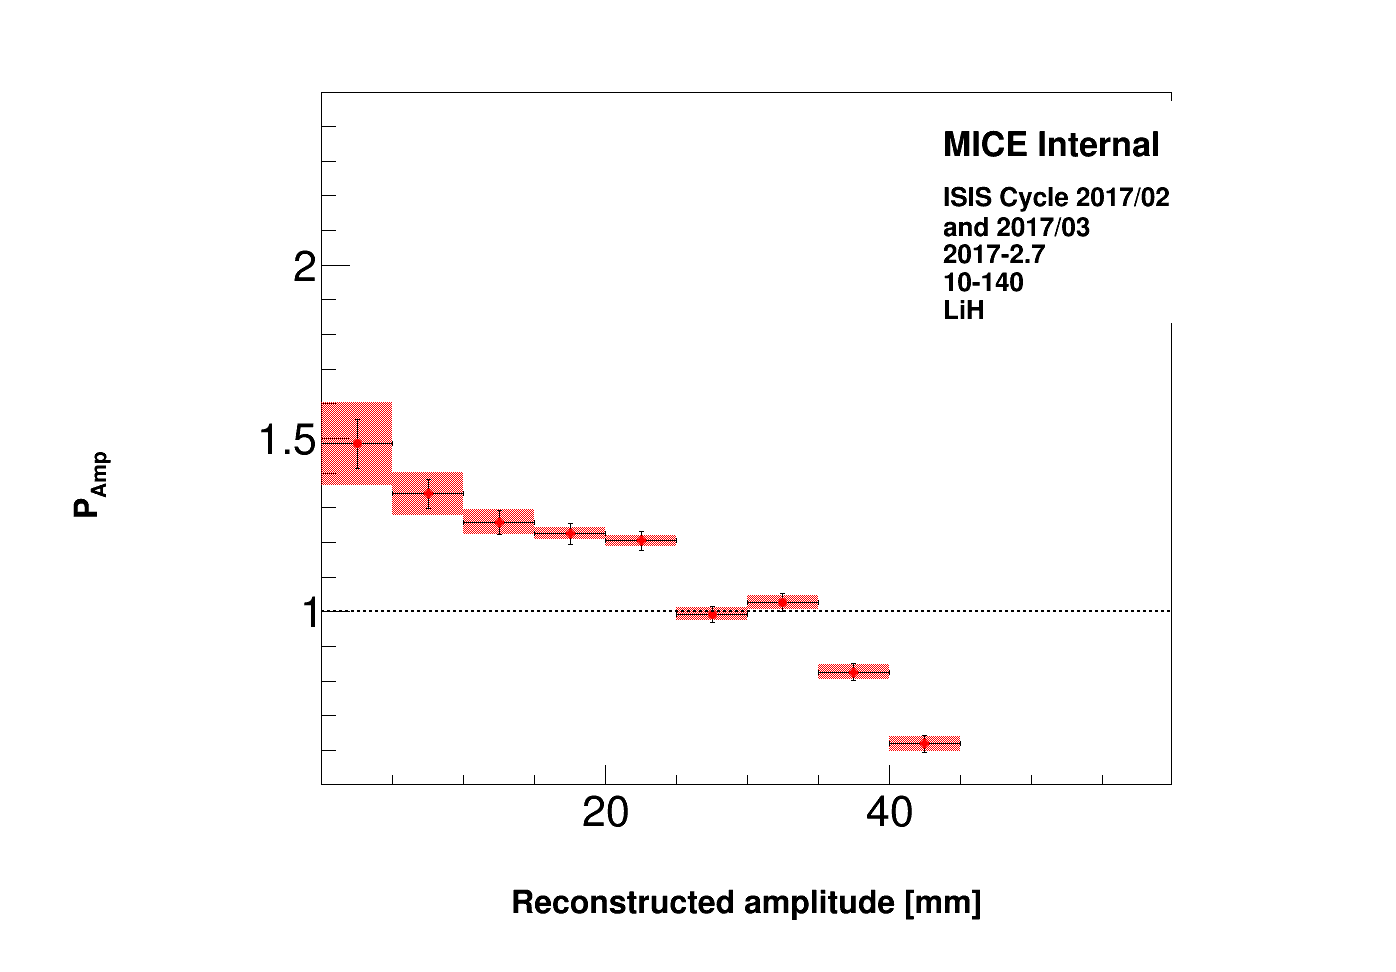 MICE Internal
ISIS Cycle 2017/02
and 2017/03
2017-2.7
10-140
LiH
2
1.5
1
P_Amp
20 40
Reconstructed amplitude [mm]